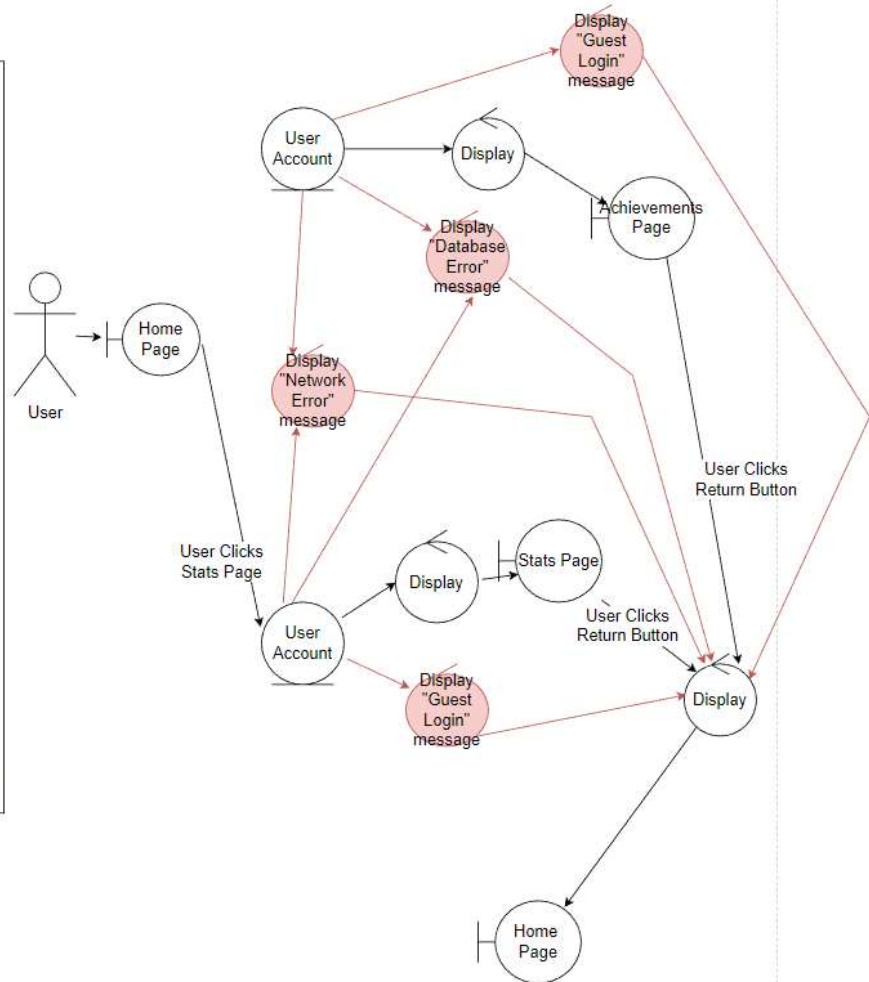 Display
"Guest
Login"
message
User
Account
Display
Achievements
Page
Display
"Database
Error"
message
Home
Page
User
Display
"Network
Error"
message
User Clicks
Return Button
User Clicks
Stats Page
Display
Stats Page
User Clicks
Return Button
User
Account
Display
"Guest
Login"
message
Display
Home
Page